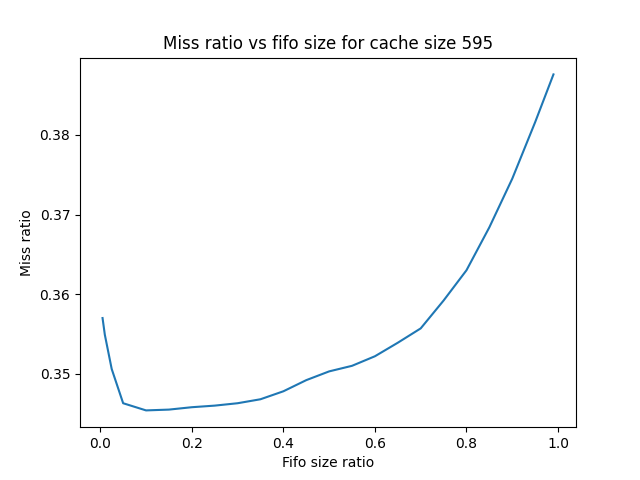 Miss ratio vs fifo size for cache size 595
0.38
0.37
0.36
0.35
Miss ratio
0.0 0.2 0.4 0.6 0.8 1.0
Fifo size ratio